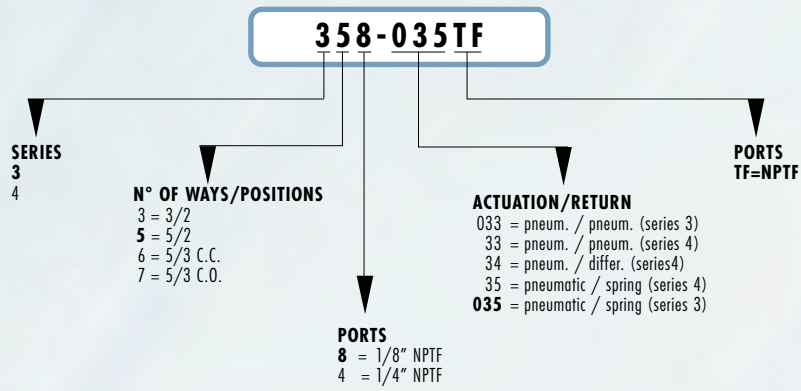 358-035TF
SERIES
3
4
N° OF WAYS/POSITIONS
3 = 3/2
5 = 5/2
6 = 5/3 C.C.
7 = 5/3 C.O.
PORTS
8 = 1/8" NPTF
4 = 1/4" NPTF
ACTUATION/RETURN
033 = pneum. / pneum. (series 3)
33 = pneum. / pneum. (series 4)
34 = pneum. / differ. (series4)
35 = pneumatic / spring (series 4)
035 = pneumatic / spring (series 3)
PORTS
TF=NPTF